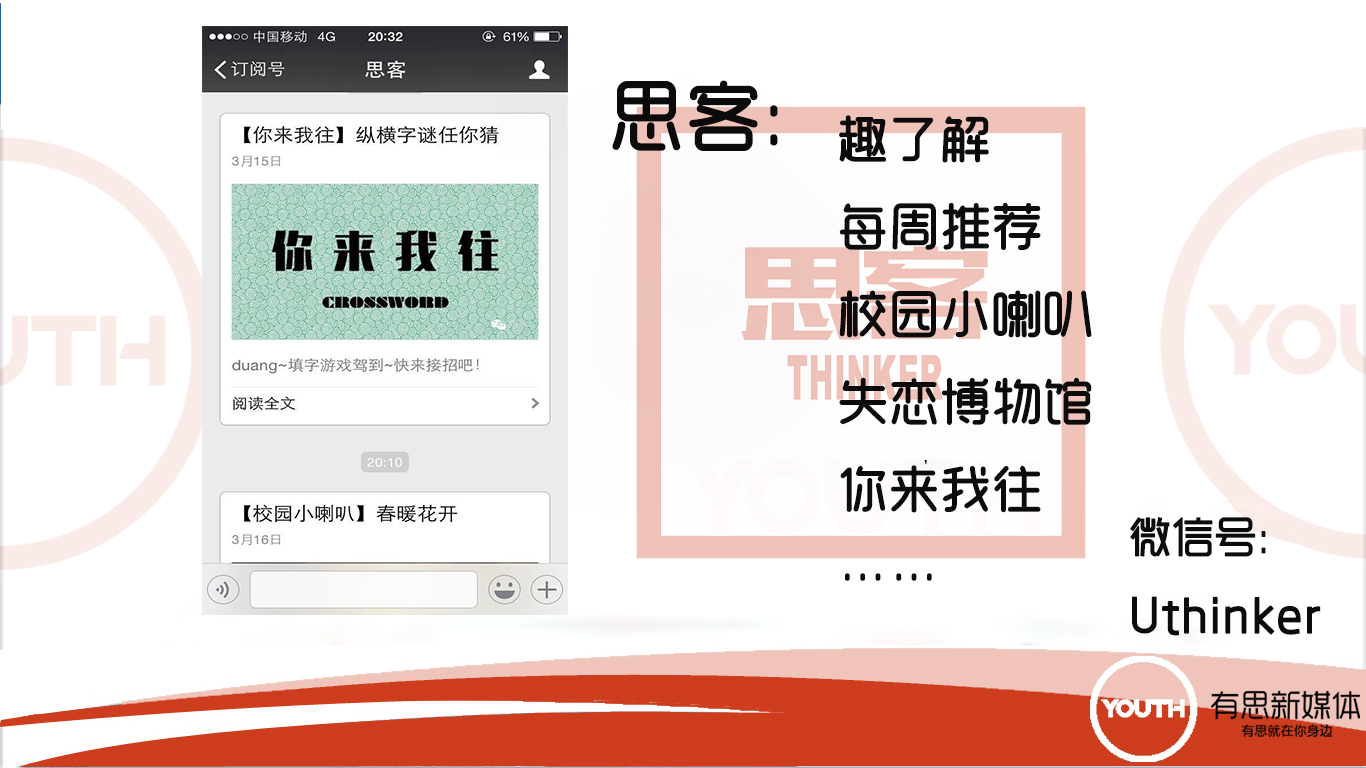 中国移动 4G 20:32 61%
订阅号 思客
【你来我往】纵横字谜任你猜
3月15日
你来我往
CROSSWORD
duang~填字游戏驾到~快来接招吧!
阅读全文
20:10
【校园小喇叭】春暖花开
3月16日
思客:
趣了解
每周推荐
校园小喇叭
失恋博物馆
你来我往
... ...
思客
THINKER
YOUTH
UTH
YOU
微信号:
Uthinker
YOUTH
有思新媒体
有思就在你身边